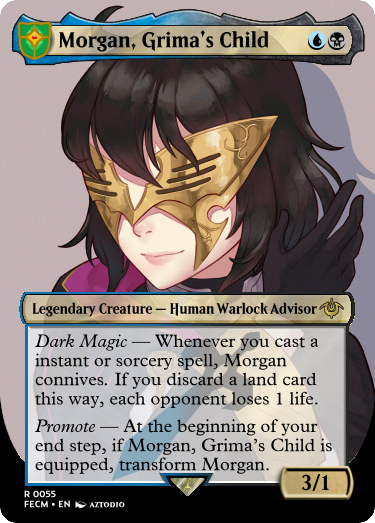 Morgan, Grima's Child
Legendary Creature — Human Warlock Advisor
Dark Magic — Whenever you cast a
instant or sorcery spell, Morgan
connives. If you discard a land card
this way, each opponent loses 1 life.
Promote — At the beginning of your
end step, if Morgan, Grima's Child is
equipped, transform Morgan.
3/1
R 0055
FECM • EN AZTODIO